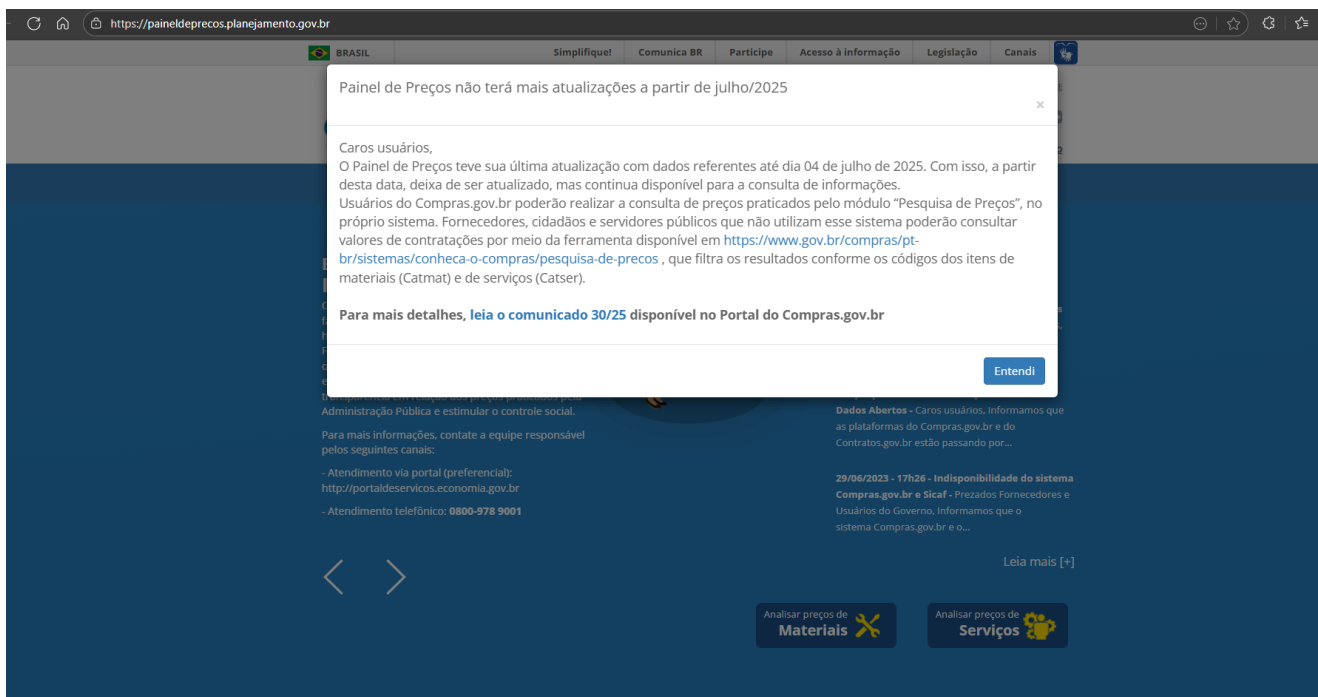 https://paineldeprecos.planejamento.gov.br
BRASIL
Simplifique! Comunica BR Participe Acesso à informação Legislação Canais
Painel de Preços não terá mais atualizações a partir de julho/2025
×
Caros usuários,
O Painel de Preços teve sua última atualização com dados referentes até dia 04 de julho de 2025. Com isso, a partir
desta data, deixa de ser atualizado, mas continua disponível para a consulta de informações.
Usuários do Compras.gov.br poderão realizar a consulta de preços praticados pelo módulo “Pesquisa de Preços”, no
próprio sistema. Fornecedores, cidadãos e servidores públicos que não utilizam esse sistema poderão consultar
valores de contratações por meio da ferramenta disponível em https://www.gov.br/compras/pt-
br/sistemas/conheca-o-compras/pesquisa-de-precos , que filtra os resultados conforme os códigos dos itens de
materiais (Catmat) e de serviços (Catser).
Para mais detalhes, leia o comunicado 30/25 disponível no Portal do Compras.gov.br
Entendi
Administração Pública e estimular o controle social.
Para mais informações, contate a equipe responsável
pelos seguintes canais:
- Atendimento via portal (preferencial):
http://portaldeservicos.economia.gov.br
- Atendimento telefônico: 0800-978 9001
Dados Abertos - Caros usuários, Informamos que
as plataformas do Compras.gov.br e do
Contratos.gov.br estão passando por...
29/06/2023 - 17h26 - Indisponibilidade do sistema
Compras.gov.br e Sicaf - Prezados Fornecedores e
Usuários do Governo, Informamos que o
sistema Compras.gov.br e o...
Leia mais [+]
Analisar preços de
Materiais
Analisar preços de
Serviços